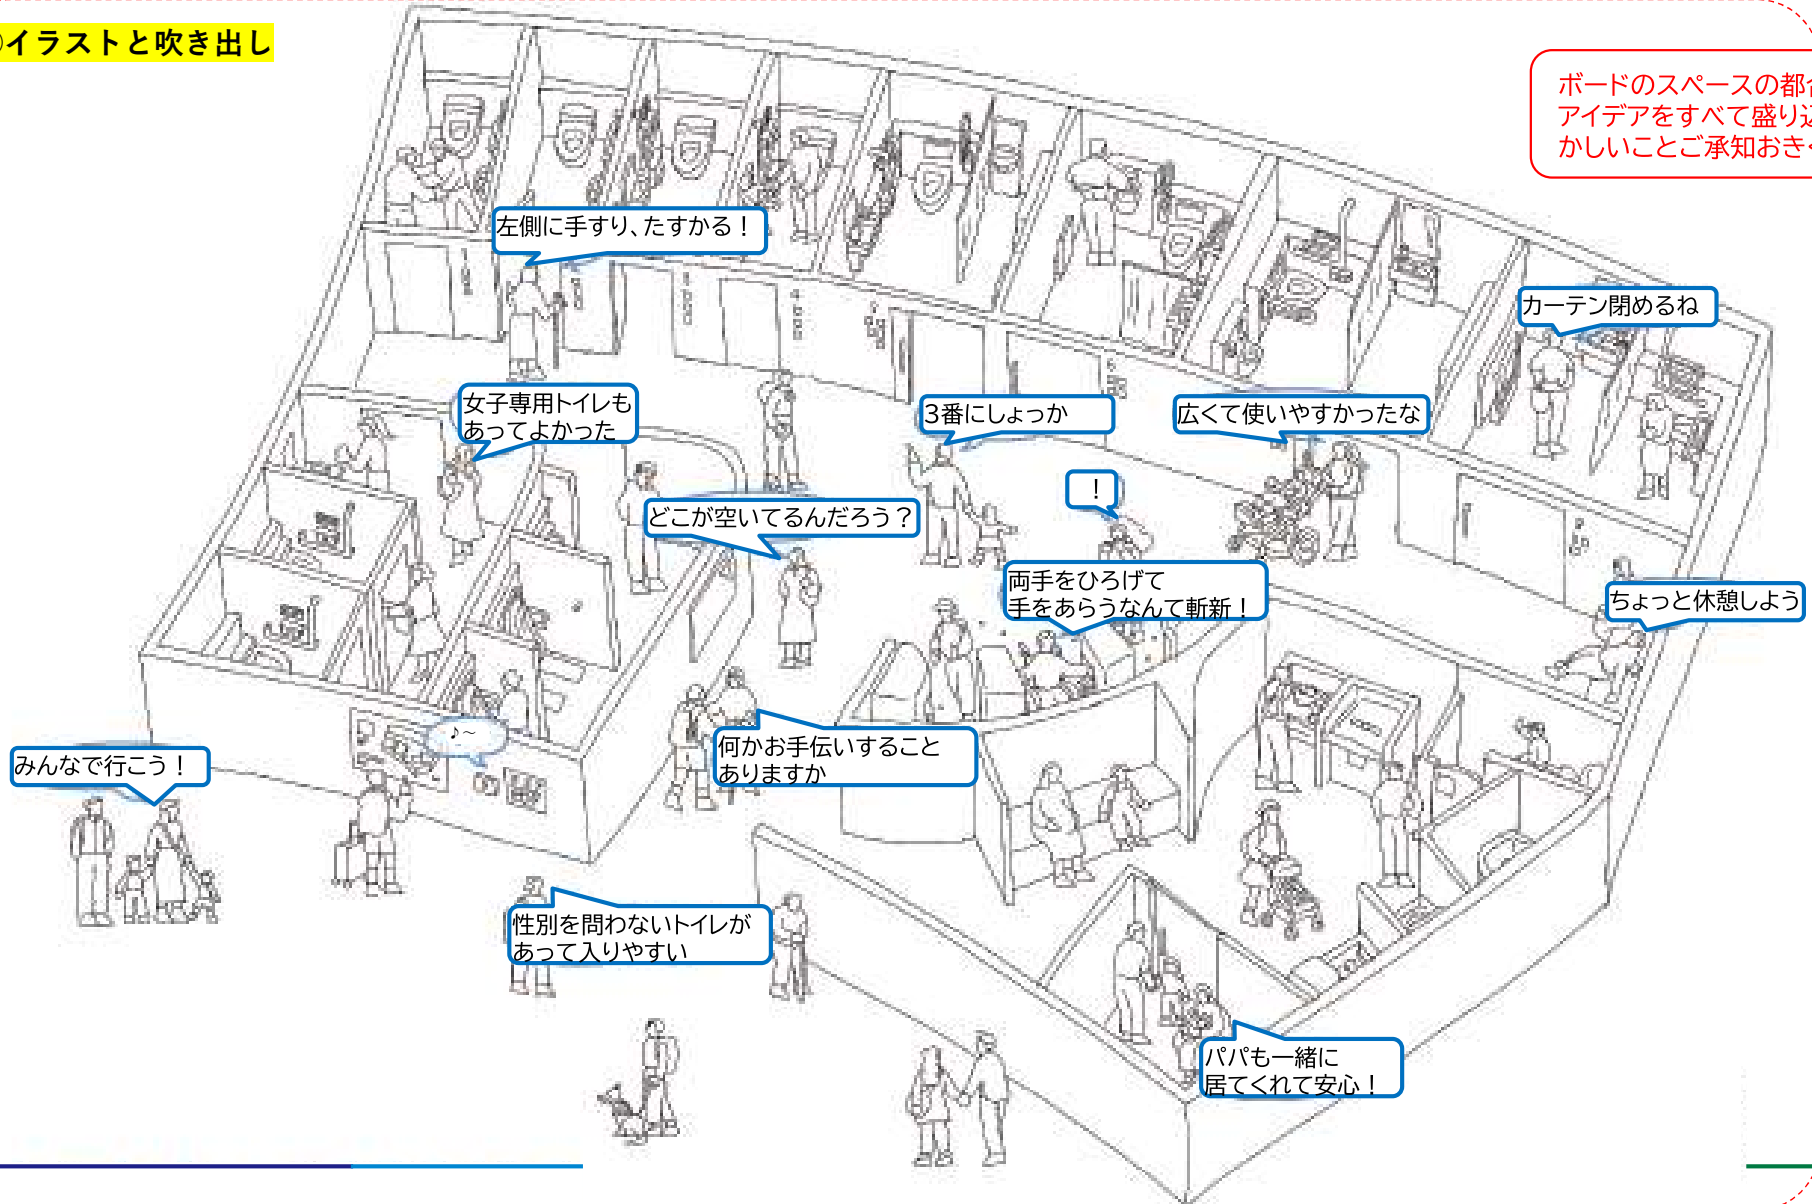 イラストと吹き出し
ボードのスペースの都合
アイデアをすべて盛り込
かしいことご承知おきく
左側に手すり、たすかる！
カーテン閉めるね
女子専用トイレも
あってよかった
3番にしょっか
広くて使いやすかったな
！
どこが空いてるんだろう？
両手をひろげて
手をあらうなんて斬新！
ちょっと休憩しよう
♪～
何かお手伝いすること
ありますか
みんなで行こう！
性別を問わないトイレが
あって入りやすい
パパも一緒に
居てくれて安心！